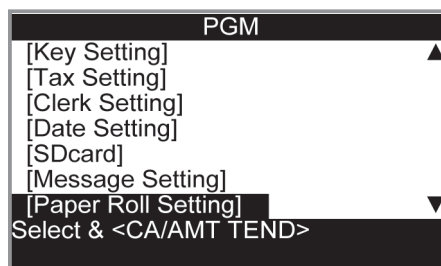 PGM
[Key Setting]
[Tax Setting]
[Clerk Setting]
[Date Setting]
[SDcard]
[Message Setting]
[Paper Roll Setting]
Select & <CA/AMT TEND>